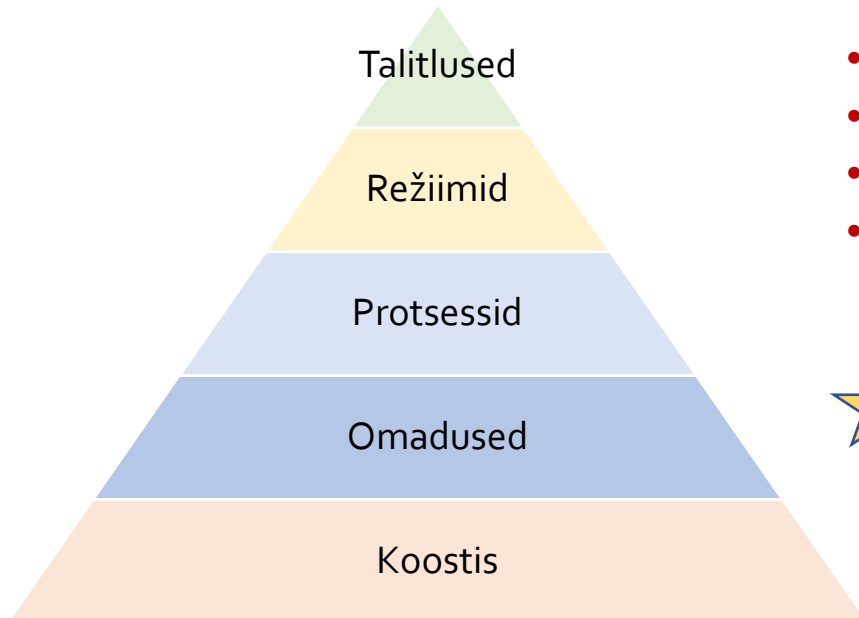 Talitlused
Režiimid
Protsessid
Omadused
Koostis